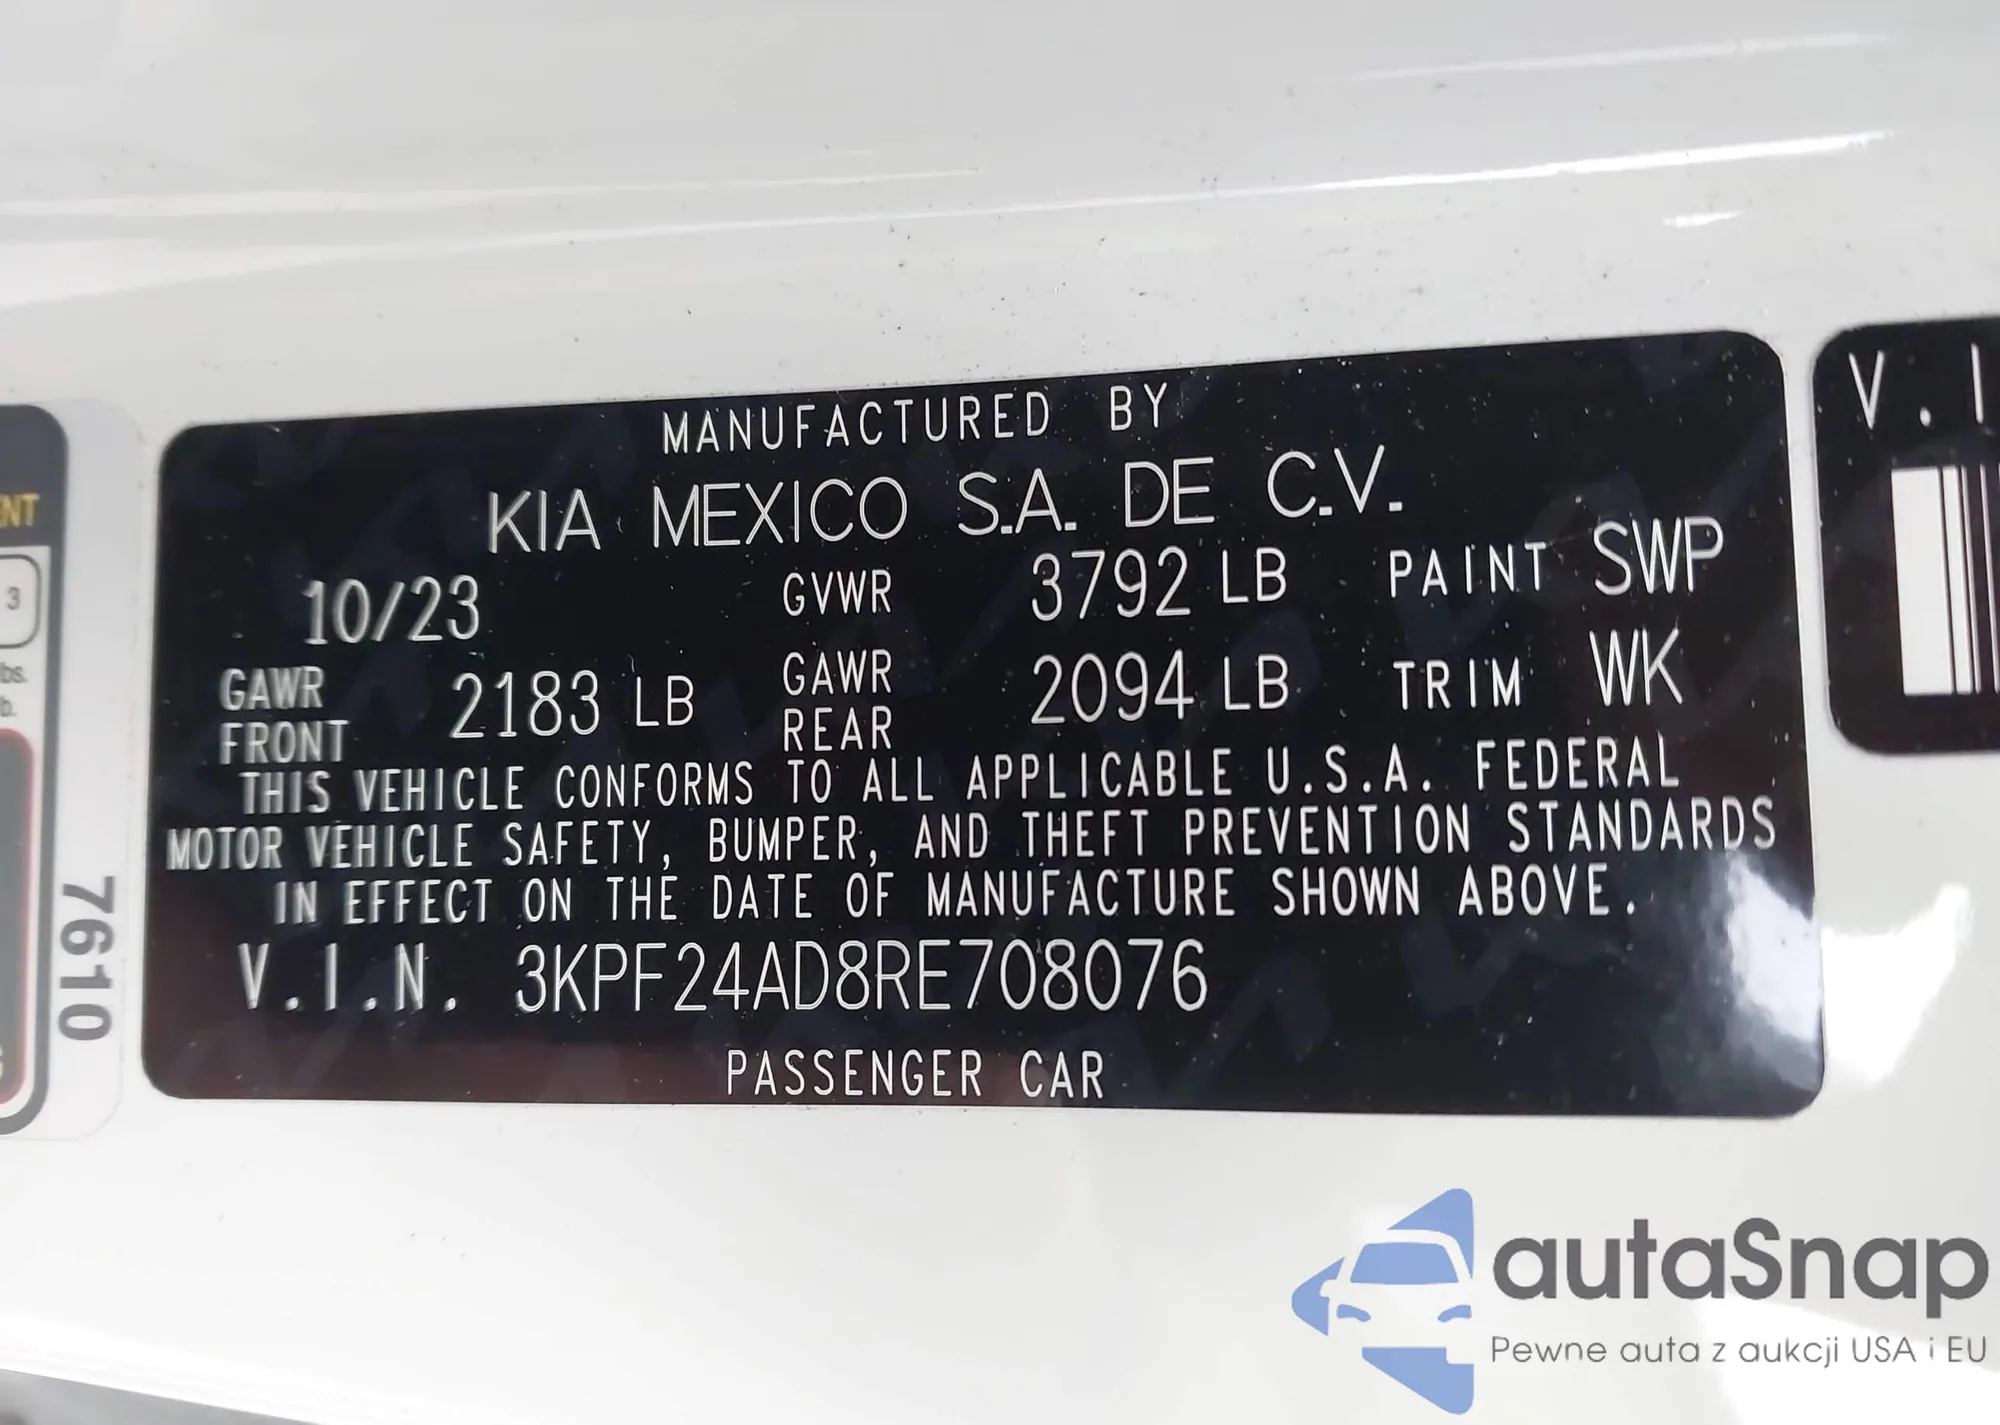 MANUFACTURED BY
KIA MEXICO S.A. DE C.V.
10/23 GVWR 3792 LB PAINT SWP
GAWR FRONT 2183 LB GAWR REAR 2094 LB TRIM WK
THIS VEHICLE CONFORMS TO ALL APPLICABLE U.S.A. FEDERAL
MOTOR VEHICLE SAFETY, BUMPER, AND THEFT PREVENTION STANDARDS
IN EFFECT ON THE DATE OF MANUFACTURE SHOWN ABOVE.
V.I.N. 3KPF24AD8RE708076
PASSENGER CAR
7610
3
V.I
autaSnap
Pewne auta z aukcji USA i EU